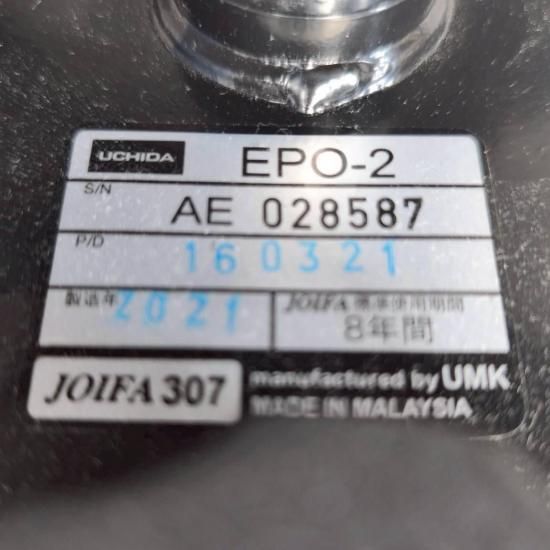 UCHIDA EPO-2
S/N AE 028587
P/D 160321
製造年 2021 JOIFA標準使用期間
8年間
JOIFA 307 manufactured by UMK
MADE IN MALAYSIA